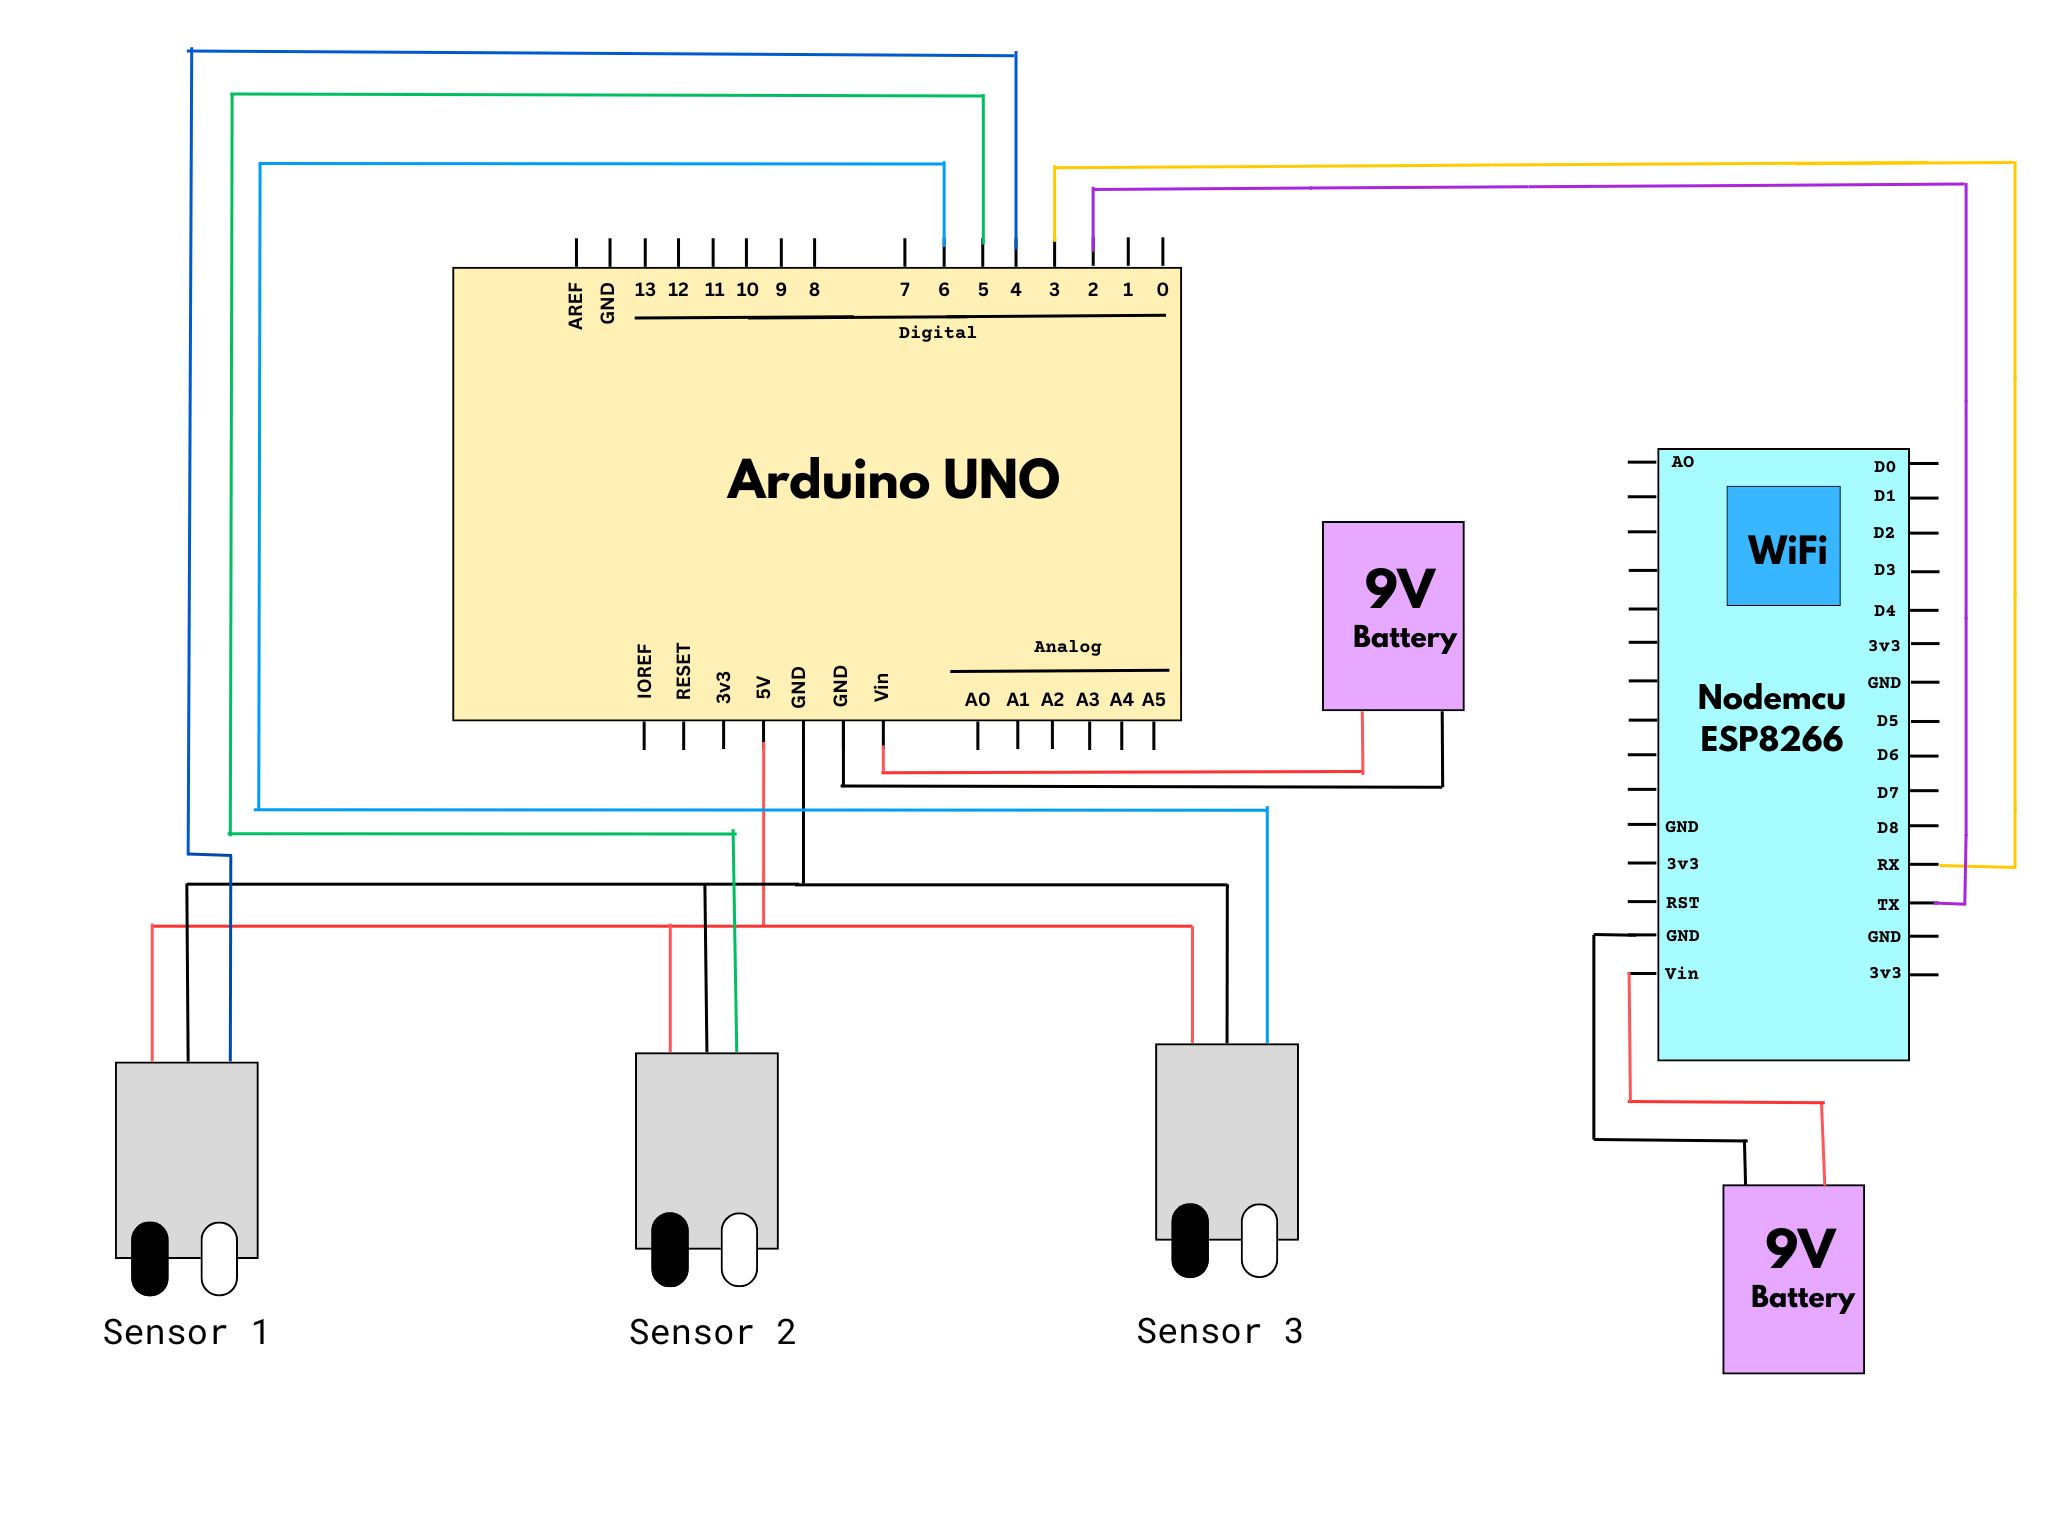 AREF GND 13 12 11 10 9 8 7 6 5 4 3 2 1 0
Digital
Arduino UNO
Analog
IOREF RESET 3v3 5V GND GND Vin A0 A1 A2 A3 A4 A5
9V
Battery
A0 D0
D1
WiFi
D2
D3
D4
3v3
GND
Nodemcu
ESP8266
D5
D6
D7
GND D8
3v3 RX
RST TX
GND GND
Vin 3v3
9V
Battery
Sensor 1
Sensor 2
Sensor 3